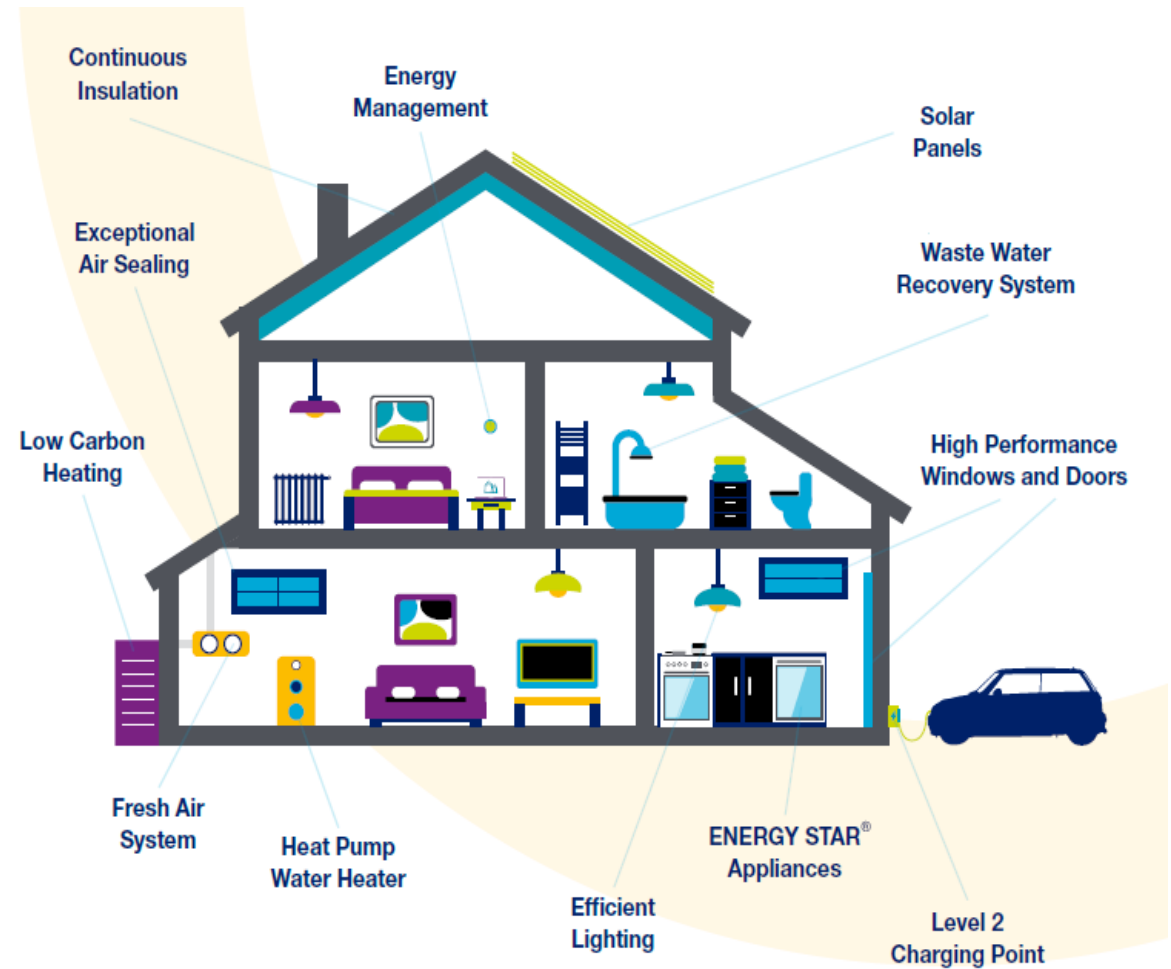 Continuous
Insulation
Energy
Management
Solar
Panels
Exceptional
Air Sealing
Waste Water
Recovery System
Low Carbon
Heating
High Performance
Windows and Doors
Fresh Air
System
Heat Pump
Water Heater
ENERGY STAR®
Appliances
Efficient
Lighting
Level 2
Charging Point